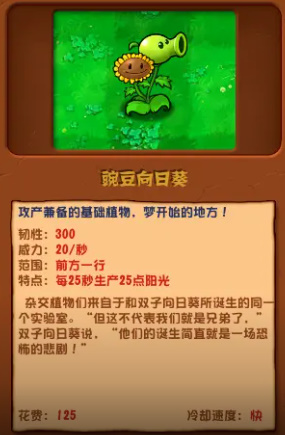 豌豆向日葵
攻产兼备的基础植物，梦开始的地方！
韧性：300
威力：20/秒
范围：前方一行
特点：每25秒生产25点阳光
杂交植物们来自于和双子向日葵所诞生的同一
个实验室。“但这不代表我们就是兄弟了，”
双子向日葵说，“他们的诞生简直就是一场恐
怖的悲剧！”
花费：125 冷却速度：快